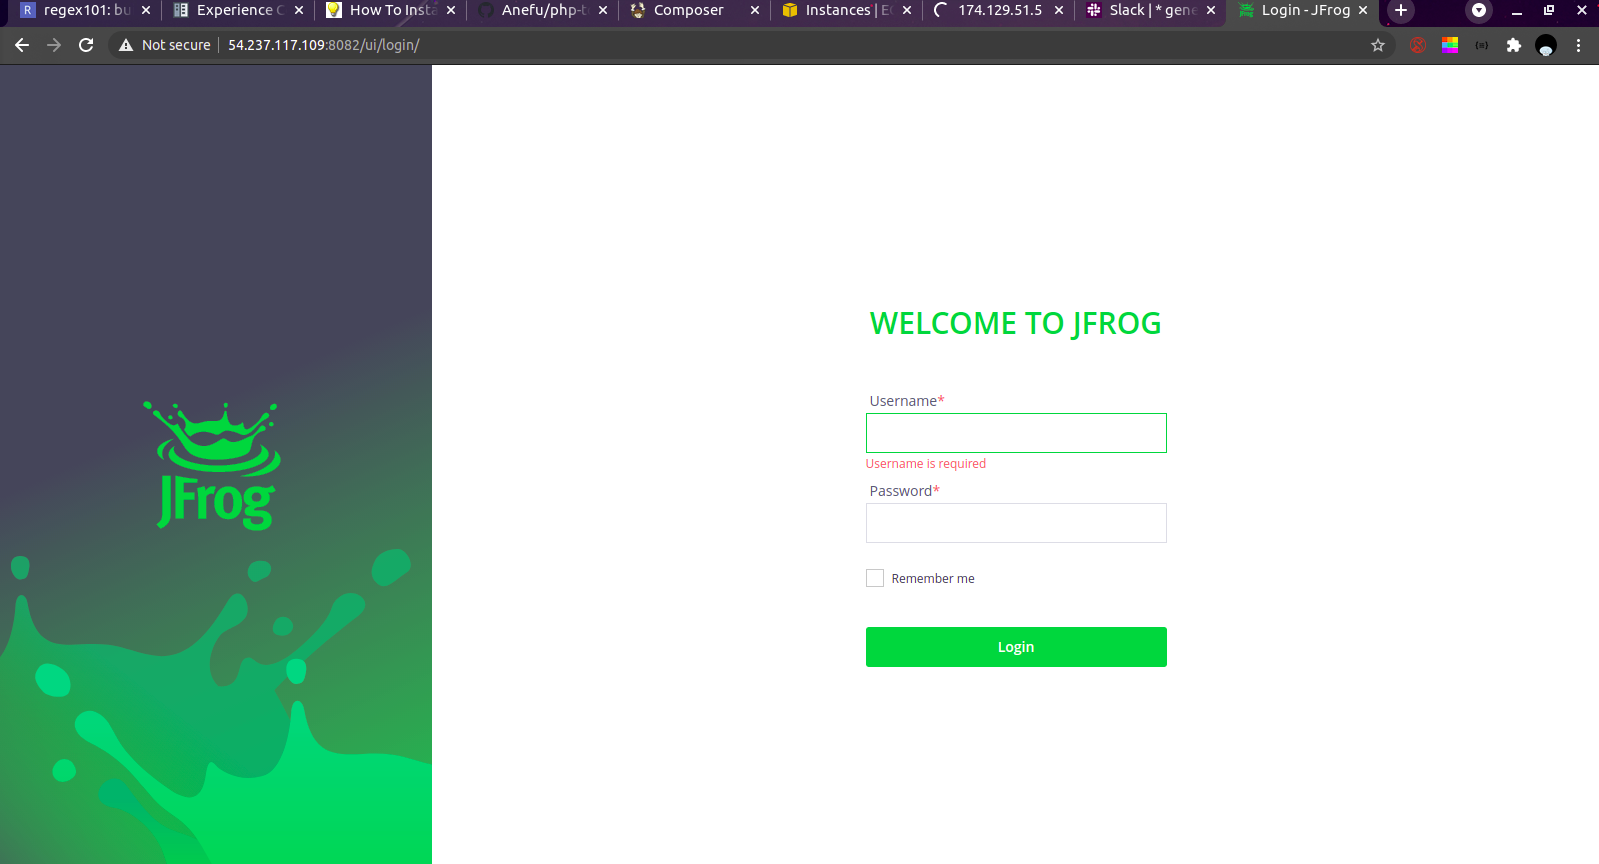 regex101: bu
Experience C
How To Insta
Anefu/php-to
Composer
Instances | EC
174.129.51.5
Slack | * gene
Login - JFrog
Not secure
54.237.117.109:8082/ui/login/
JFrog
WELCOME TO JFROG
Username*
Username is required
Password*
Remember me
Login